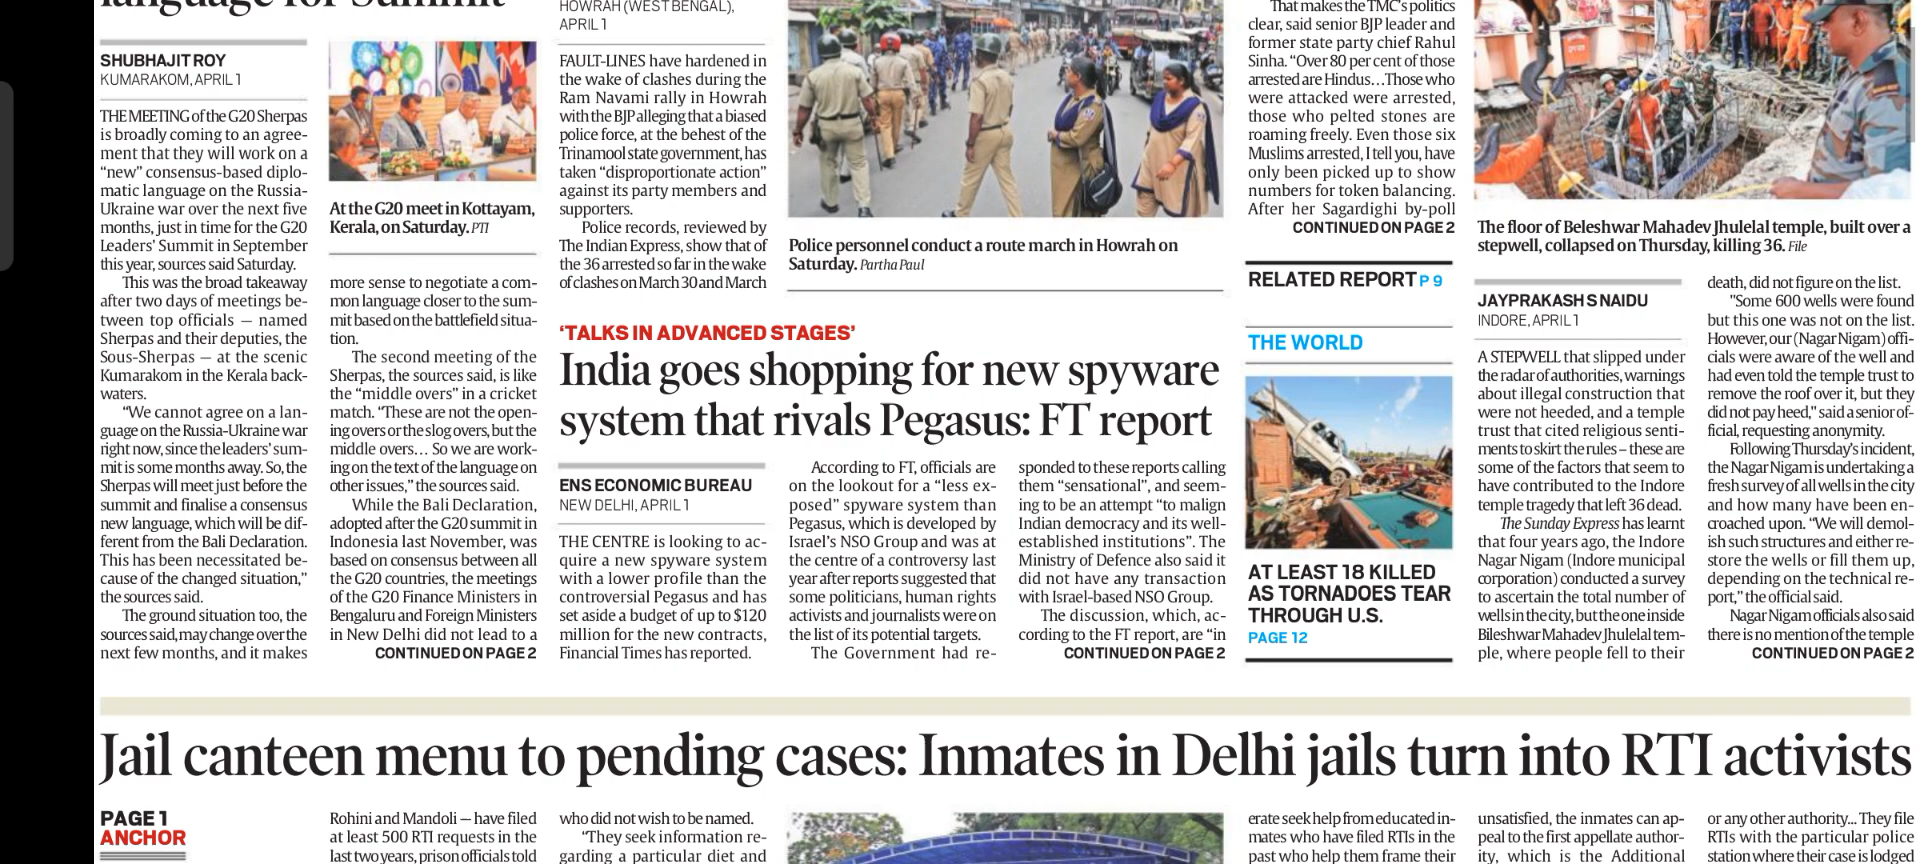 language for Summit
SHUBHAJIT ROY
KUMARAKOM, APRIL 1
THE MEETING of the G20 Sherpas
is broadly coming to an agree-
ment that they will work on a
“new” consensus-based diplo-
matic language on the Russia-
Ukraine war over the next five
months, just in time for the G20
Leaders’ Summit in September
this year, sources said Saturday.
This was the broad takeaway
after two days of meetings be-
tween top officials — named
Sherpas and their deputies, the
Sous-Sherpas — at the scenic
Kumarakom in the Kerala back-
waters.
“We cannot agree on a lan-
guage on the Russia-Ukraine war
right now, since the leaders’ sum-
mit is some months away. So, the
Sherpas will meet just before the
summit and finalise a consensus
new language, which will be dif-
ferent from the Bali Declaration.
This has been necessitated be-
cause of the changed situation,”
the sources said.
The ground situation too, the
sources said, may change over the
next few months, and it makes
At the G20 meet in Kottayam,
Kerala, on Saturday. PTI
more sense to negotiate a com-
mon language closer to the sum-
mit based on the battlefield situa-
tion.
The second meeting of the
Sherpas, the sources said, is like
the “middle overs” in a cricket
match. “These are not the open-
ing overs or the slog overs, but the
middle overs… So we are work-
ing on the text of the language on
other issues,” the sources said.
While the Bali Declaration,
adopted after the G20 summit in
Indonesia last November, was
based on consensus between all
the G20 countries, the meetings
of the G20 Finance Ministers in
Bengaluru and Foreign Ministers
in New Delhi did not lead to a
CONTINUED ON PAGE 2
HOWRAH (WEST BENGAL),
APRIL 1
FAULT-LINES have hardened in
the wake of clashes during the
Ram Navami rally in Howrah
with the BJP alleging that a biased
police force, at the behest of the
Trinamool state government, has
taken “disproportionate action”
against its party members and
supporters.
Police records, reviewed by
The Indian Express, show that of
the 36 arrested so far in the wake
of clashes on March 30 and March
Police personnel conduct a route march in Howrah on
Saturday. Partha Paul
That makes the TMC’s politics
clear, said senior BJP leader and
former state party chief Rahul
Sinha. “Over 80 per cent of those
arrested are Hindus…Those who
were attacked were arrested,
those who pelted stones are
roaming freely. Even those six
Muslims arrested, I tell you, have
only been picked up to show
numbers for token balancing.
After her Sagardighi by-poll
CONTINUED ON PAGE 2
RELATED REPORT P 9
‘TALKS IN ADVANCED STAGES’
India goes shopping for new spyware
system that rivals Pegasus: FT report
ENS ECONOMIC BUREAU
NEW DELHI, APRIL 1
THE CENTRE is looking to ac-
quire a new spyware system
with a lower profile than the
controversial Pegasus and has
set aside a budget of up to $120
million for the new contracts,
Financial Times has reported.
According to FT, officials are
on the lookout for a “less ex-
posed” spyware system than
Pegasus, which is developed by
Israel’s NSO Group and was at
the centre of a controversy last
year after reports suggested that
some politicians, human rights
activists and journalists were on
the list of its potential targets.
The Government had re-
sponded to these reports calling
them “sensational”, and seem-
ing to be an attempt “to malign
Indian democracy and its well-
established institutions”. The
Ministry of Defence also said it
did not have any transaction
with Israel-based NSO Group.
The discussion, which, ac-
cording to the FT report, are “in
CONTINUED ON PAGE 2
THE WORLD
AT LEAST 18 KILLED
AS TORNADOES TEAR
THROUGH U.S.
PAGE 12
The floor of Beleshwar Mahadev Jhulelal temple, built over a
stepwell, collapsed on Thursday, killing 36. File
JAYPRAKASH S NAIDU
INDORE, APRIL 1
A STEPWELL that slipped under
the radar of authorities, warnings
about illegal construction that
were not heeded, and a temple
trust that cited religious senti-
ments to skirt the rules – these are
some of the factors that seem to
have contributed to the Indore
temple tragedy that left 36 dead.
The Sunday Express has learnt
that four years ago, the Indore
Nagar Nigam (Indore municipal
corporation) conducted a survey
to ascertain the total number of
wells in the city, but the one inside
Bileshwar Mahadev Jhulelal tem-
ple, where people fell to their
death, did not figure on the list.
“Some 600 wells were found
but this one was not on the list.
However, our (Nagar Nigam) offi-
cials were aware of the well and
had even told the temple trust to
remove the roof over it, but they
did not pay heed,” said a senior of-
ficial, requesting anonymity.
Following Thursday’s incident,
the Nagar Nigam is undertaking a
fresh survey of all wells in the city
and how many have been en-
croached upon. “We will demol-
ish such structures and either re-
store the wells or fill them up,
depending on the technical re-
port,” the official said.
Nagar Nigam officials also said
there is no mention of the temple
CONTINUED ON PAGE 2
Jail canteen menu to pending cases: Inmates in Delhi jails turn into RTI activists
PAGE 1
ANCHOR
Rohini and Mandoli — have filed
at least 500 RTI requests in the
last two years, prison officials told
who did not wish to be named.
“They seek information re-
garding a particular diet and
erate seek help from educated in-
mates who have filed RTIs in the
past who help them frame their
unsatisfied, the inmates can ap-
peal to the first appellate author-
ity, which is the Additional
or any other authority... They file
RTIs with the particular police
station where their case is lodged